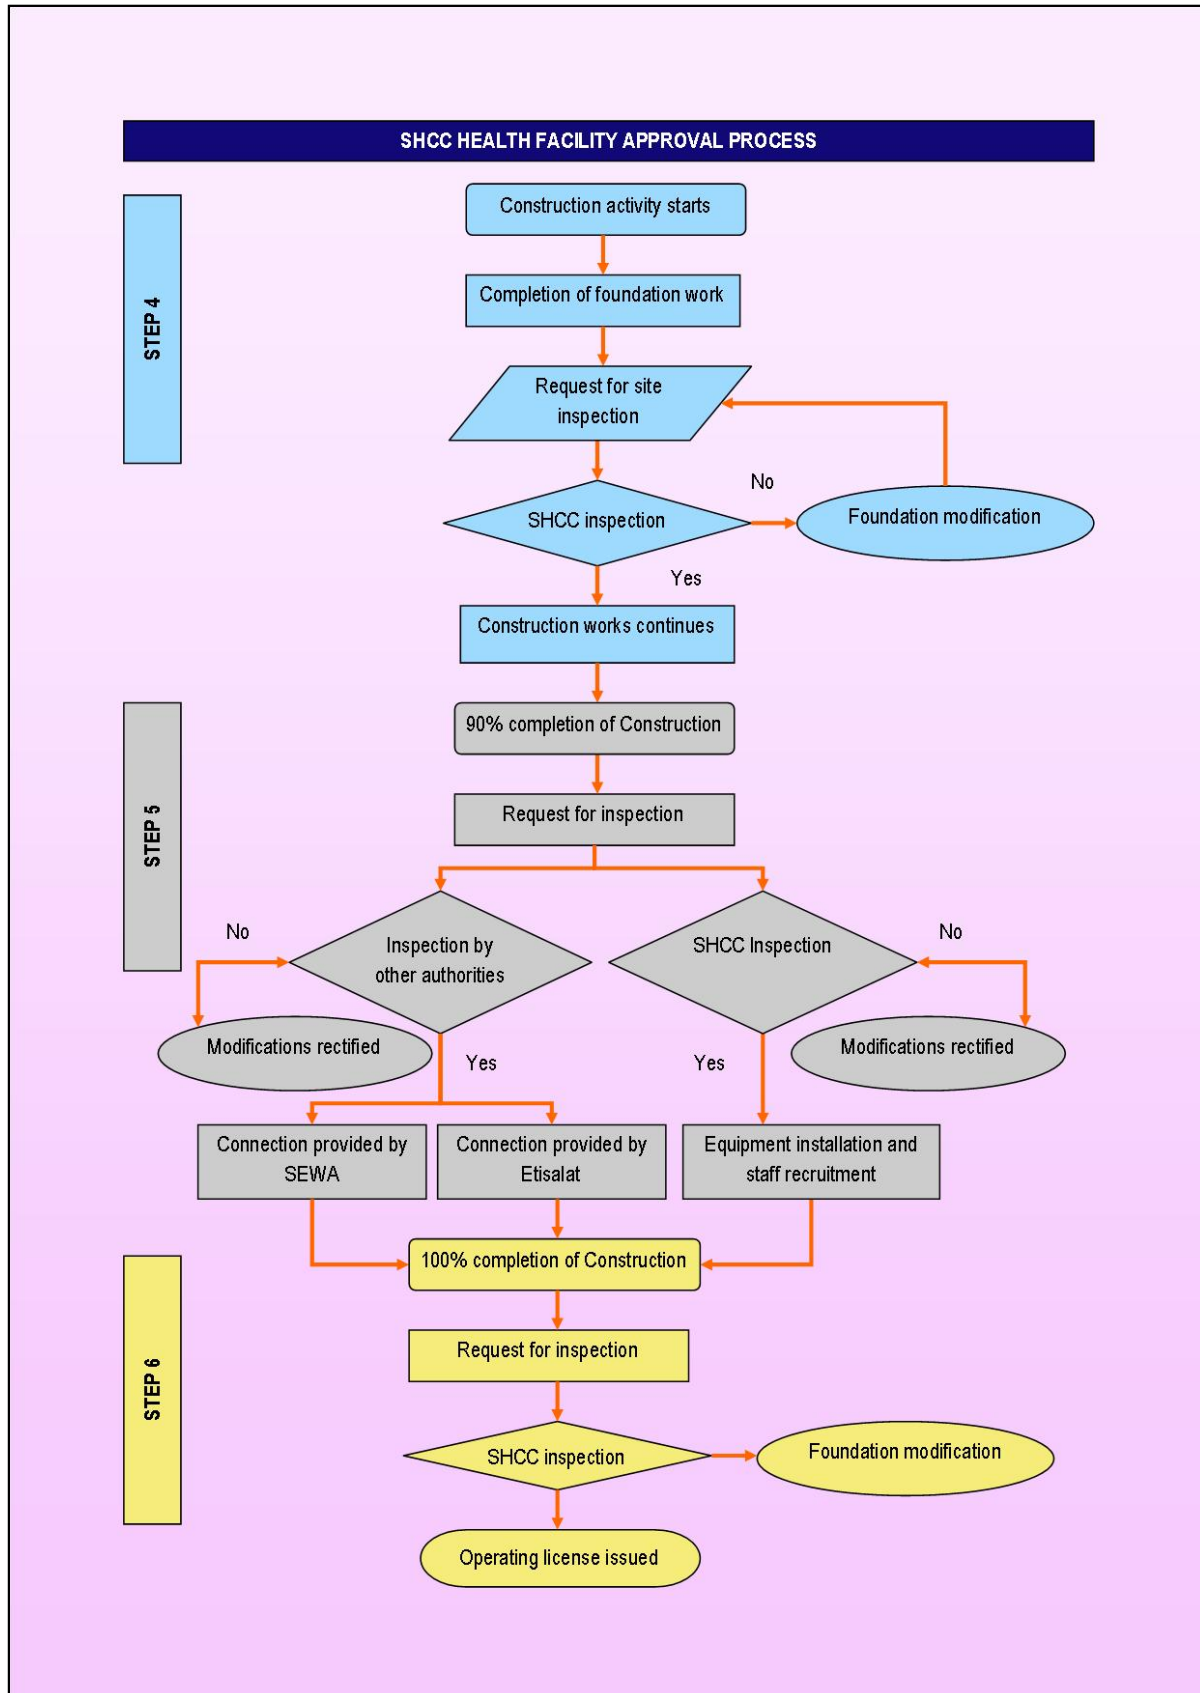 SHCC HEALTH FACILITY APPROVAL PROCESS
STEP 4
Construction activity starts
Completion of foundation work
Request for site
inspection
No
SHCC inspection
Foundation modification
Yes
Construction works continues
STEP 5
90% completion of Construction
Request for inspection
No
Inspection by
other authorities
SHCC Inspection
No
Modifications rectified
Yes
Yes
Modifications rectified
Connection provided by
SEWA
Connection provided by
Etisalat
Equipment installation and
staff recruitment
STEP 6
100% completion of Construction
Request for inspection
SHCC inspection
Foundation modification
Operating license issued